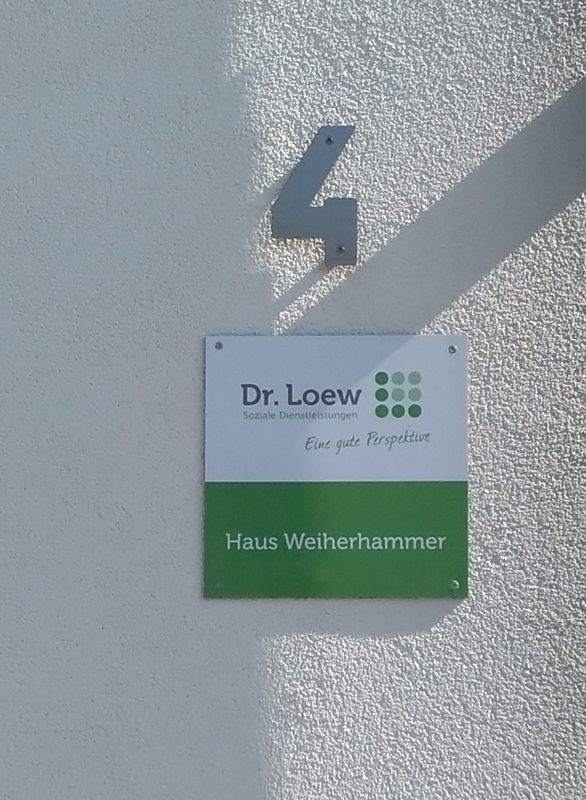 4
Dr. Loew
Soziale Dienstleistungen
Eine gute Perspektive
Haus Weiherhammer